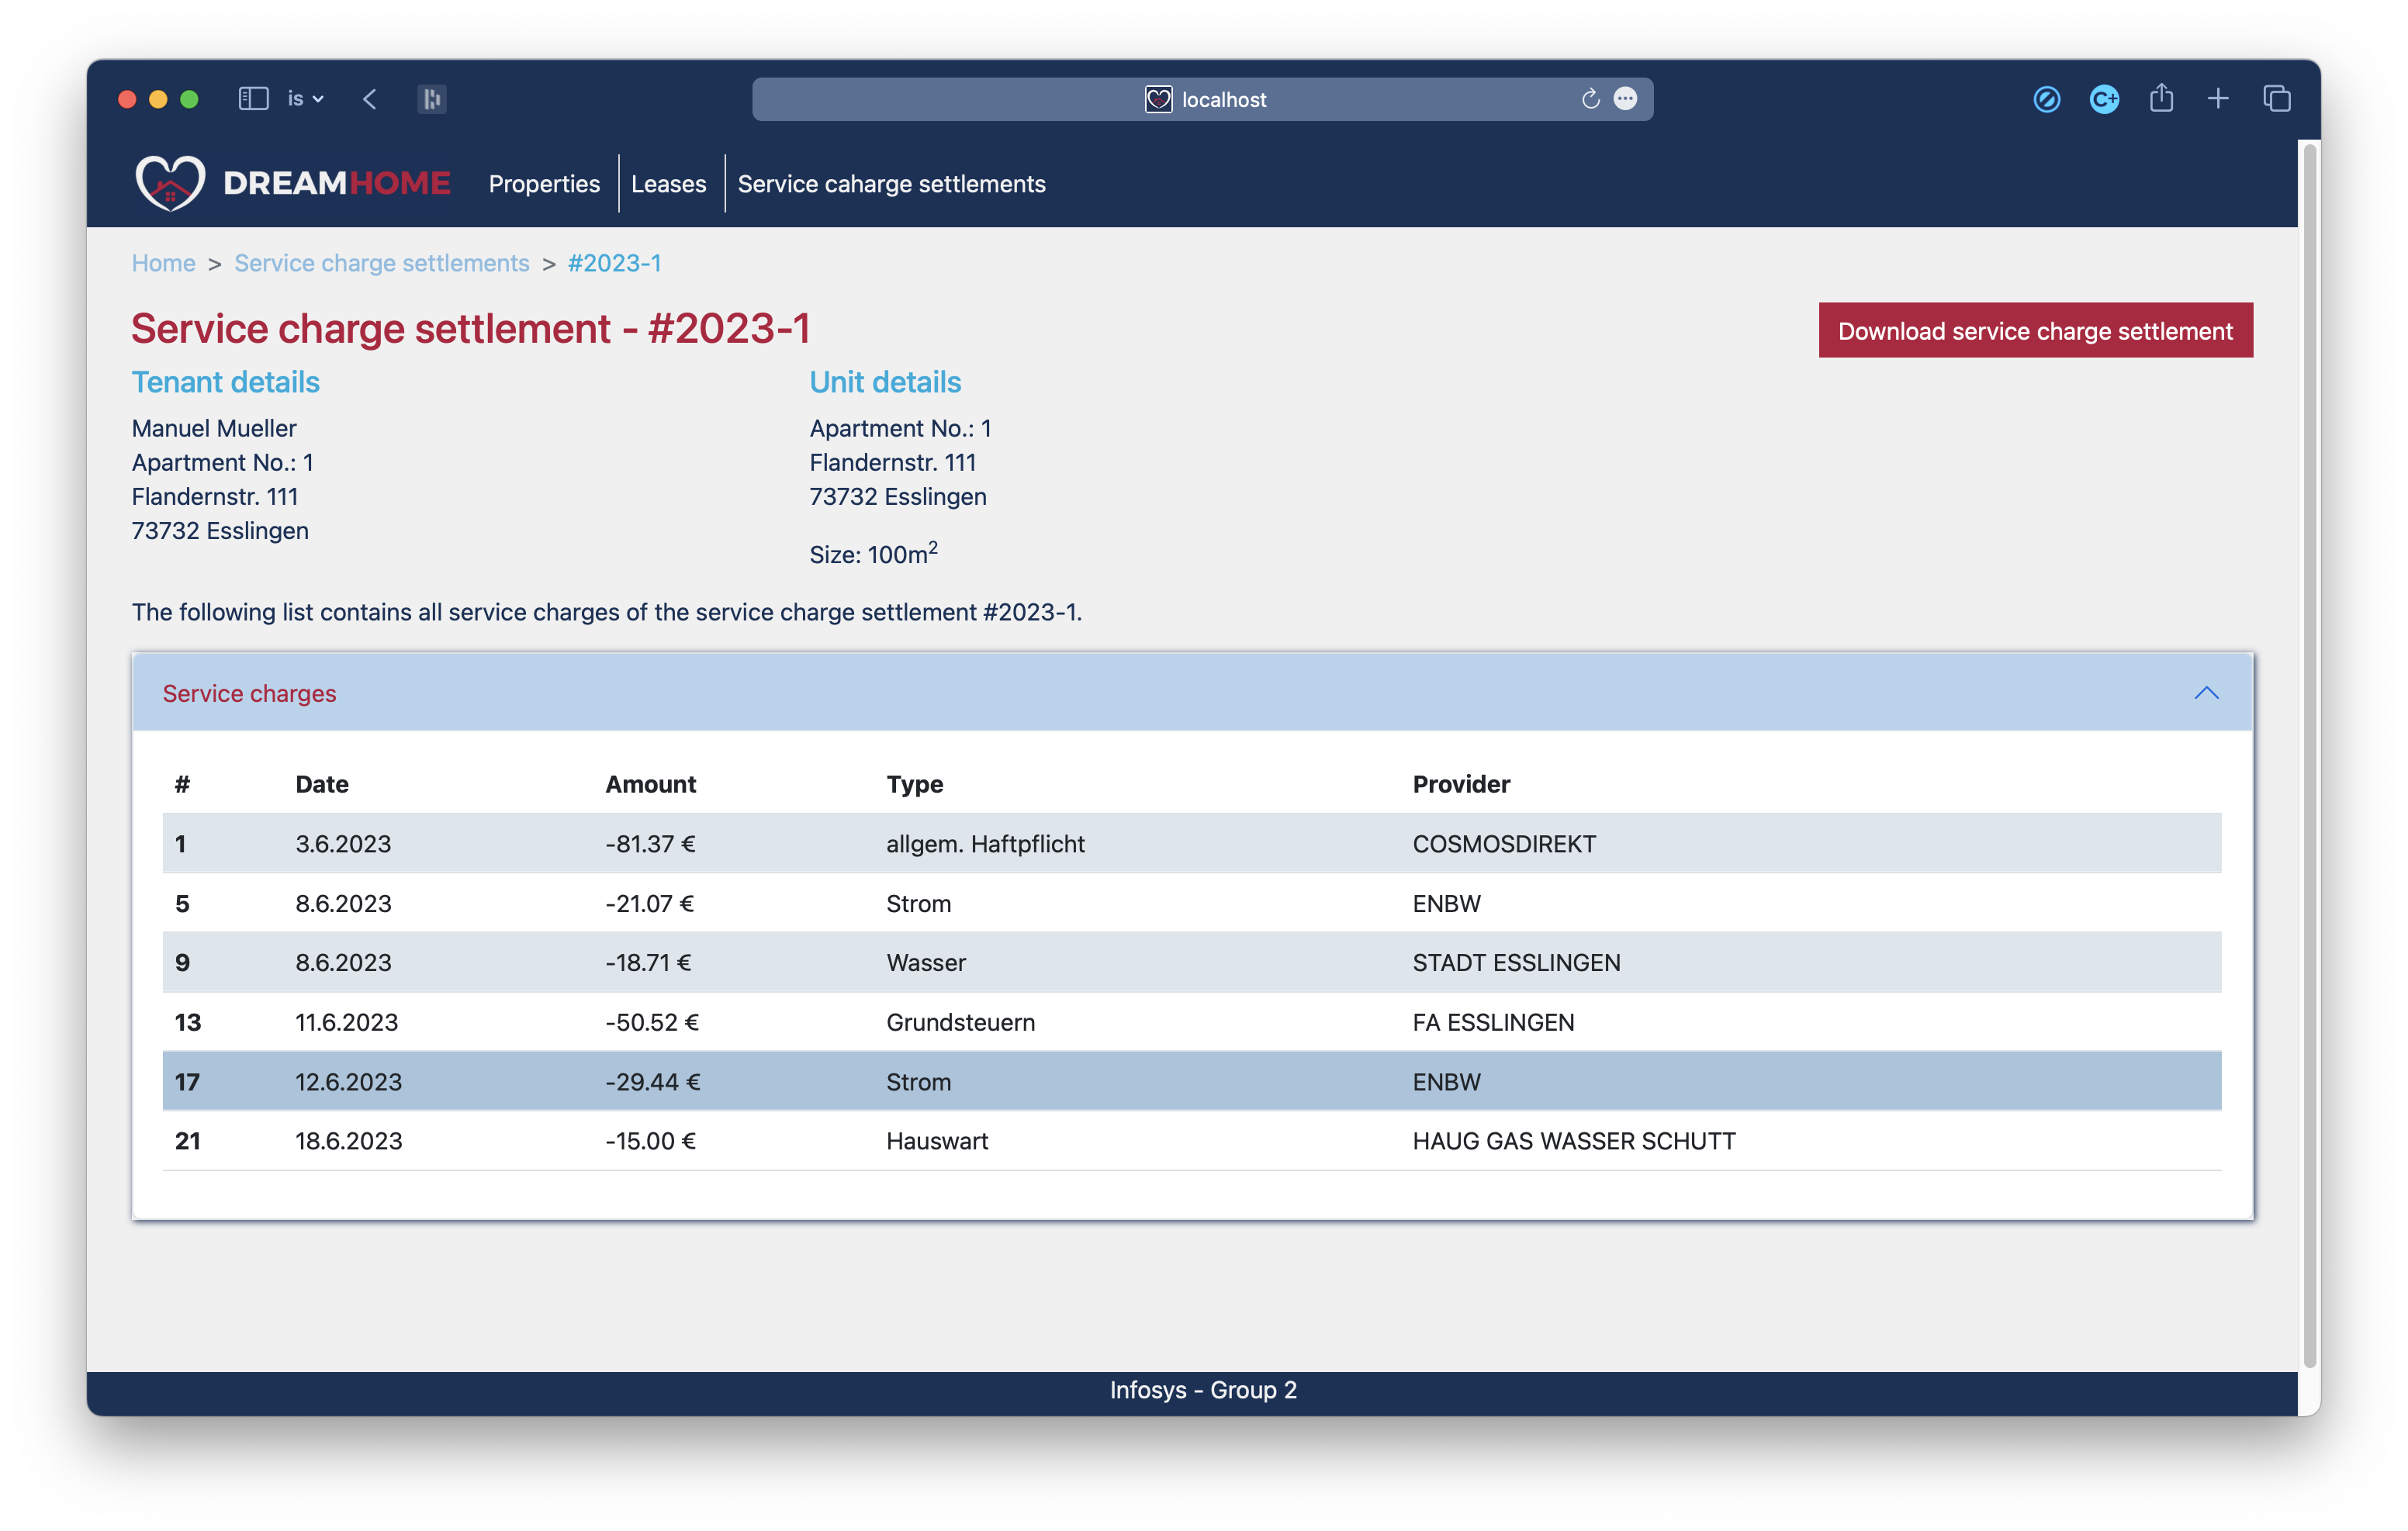 is
localhost
DREAMHOME Properties Leases Service caharge settlements
Home > Service charge settlements > #2023-1
Service charge settlement - #2023-1
Download service charge settlement
Tenant details
Manuel Mueller
Apartment No.: 1
Flandernstr. 111
73732 Esslingen
Unit details
Apartment No.: 1
Flandernstr. 111
73732 Esslingen
Size: 100m²
The following list contains all service charges of the service charge settlement #2023-1.
Service charges
# Date Amount Type Provider
1 3.6.2023 -81.37 € allgem. Haftpflicht COSMOSDIREKT
5 8.6.2023 -21.07 € Strom ENBW
9 8.6.2023 -18.71 € Wasser STADT ESSLINGEN
13 11.6.2023 -50.52 € Grundsteuern FA ESSLINGEN
17 12.6.2023 -29.44 € Strom ENBW
21 18.6.2023 -15.00 € Hauswart HAUG GAS WASSER SCHUTT
Infosys - Group 2